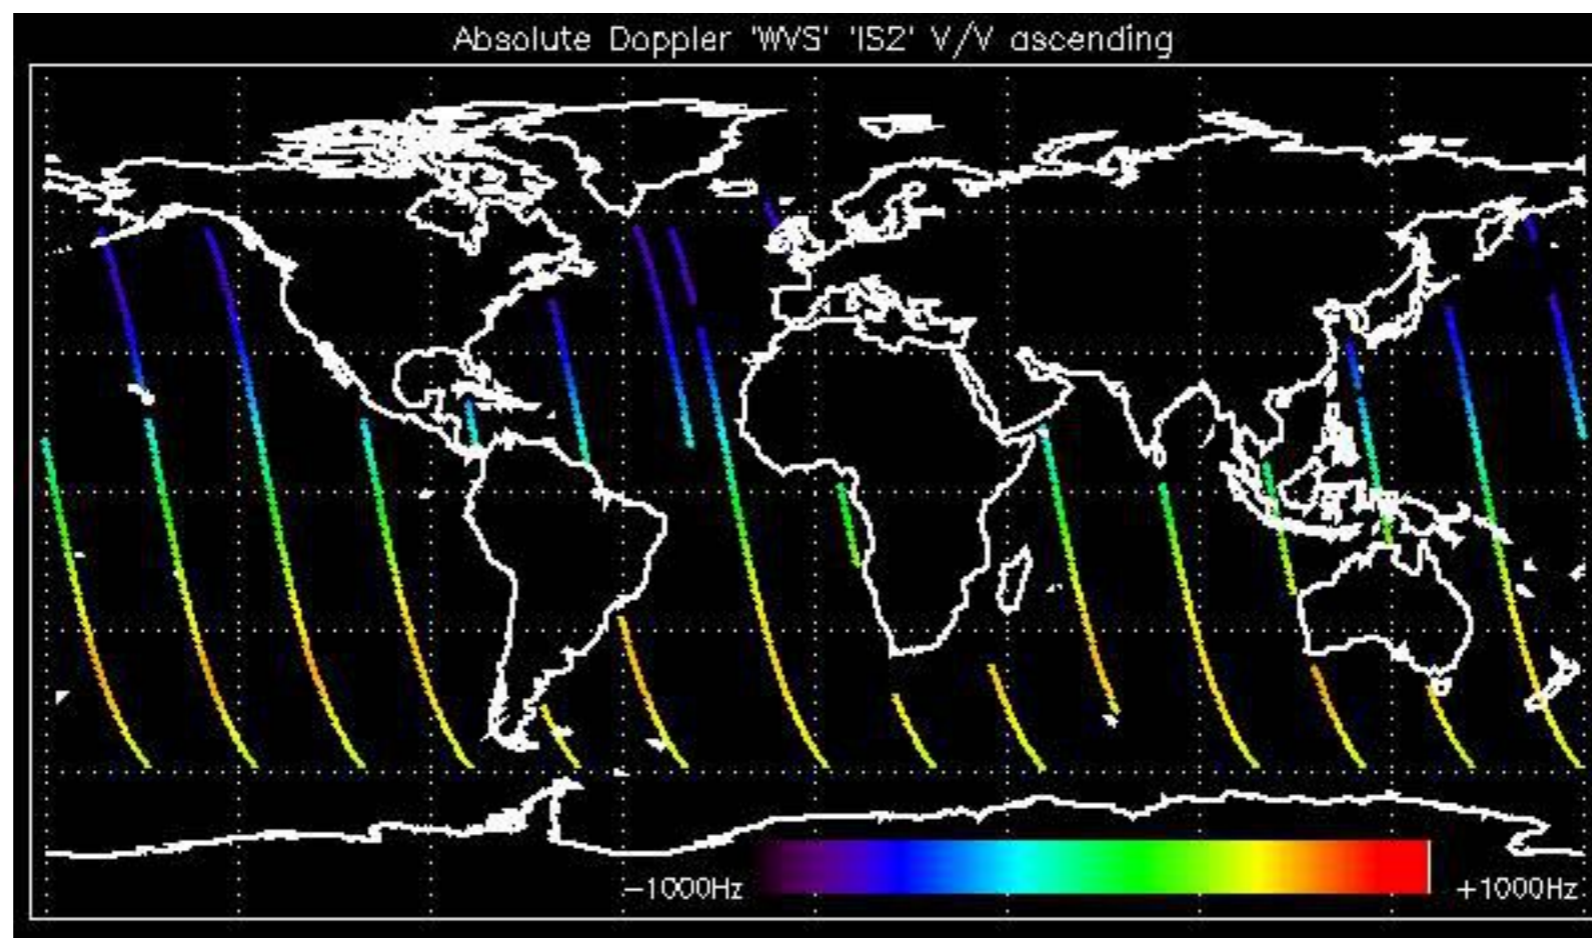 Absolute Doppler 'WVS' 'IS2' V/V ascending
-1000Hz
+1000Hz